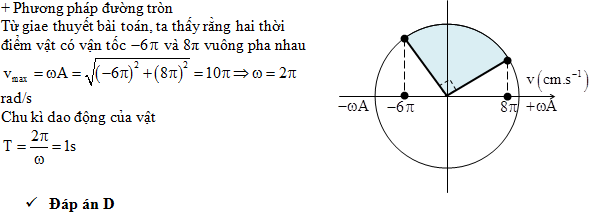 + Phương pháp đường tròn
Từ giae thuyết bài toán, ta thấy rằng hai thời
điểm vật có vận tốc −6π và 8π vuông pha nhau
v_max = ωA = √((−6π)² + (8π)²) = 10π ⇒ ω = 2π
rad/s
Chu kì dao động của vật
T = 2π/ω = 1s
✓ Đáp án D
v(cm.s⁻¹)
−ωA −6π 8π +ωA